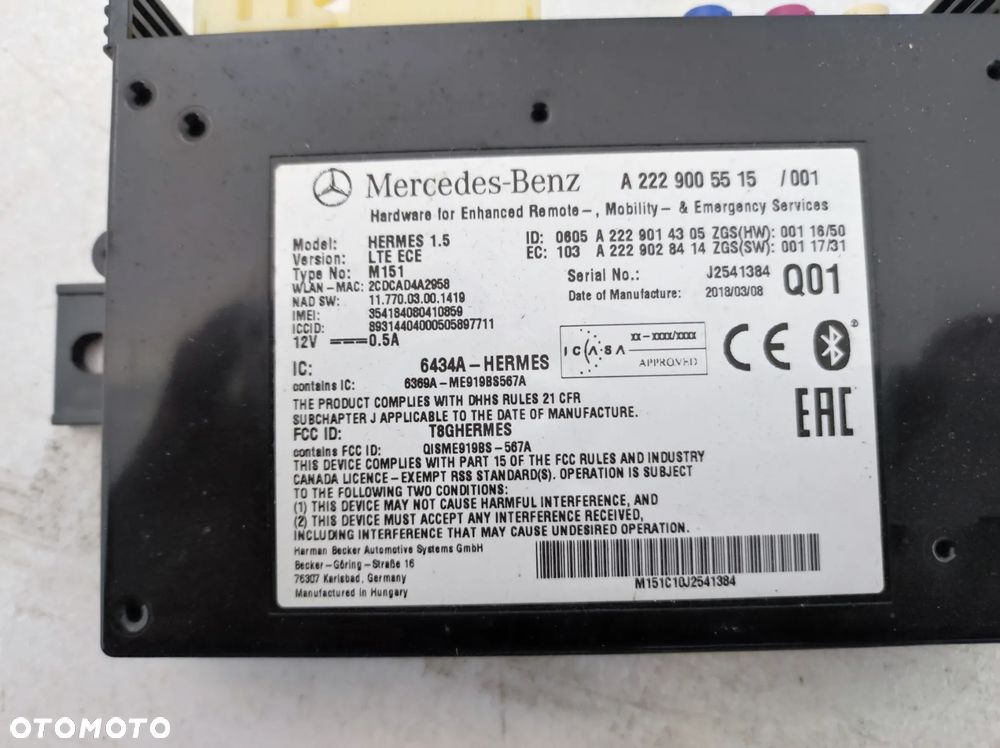 Mercedes-Benz A 222 900 55 15 /001
Hardware for Enhanced Remote-, Mobility- & Emergency Services
Model: HERMES 1.5 ID: 0605 A 222 901 43 05 ZGS(HW): 001 16/50
Version: LTE ECE EC: 103 A 222 902 84 14 ZGS(SW): 001 17/31
Type No: M151
WLAN-MAC: 2CDCAD4A2958 Serial No.: J2541384 Q01
NAD SW: 11.770.03.00.1419 Date of Manufacture: 2018/03/08
IMEI: 354184080410859
ICCID: 89314404000505897711
12V 0.5A
ICASA xx-xxxx/xxxx
APPROVED
CE
IC: 6434A-HERMES
contains IC: 6369A-ME919BS567A
EAC
THE PRODUCT COMPLIES WITH DHHS RULES 21 CFR
SUBCHAPTER J APPLICABLE TO THE DATE OF MANUFACTURE.
FCC ID: T8GHERMES
contains FCC ID: QISME919BS-567A
THIS DEVICE COMPLIES WITH PART 15 OF THE FCC RULES AND INDUSTRY
CANADA LICENCE-EXEMPT RSS STANDARD(S). OPERATION IS SUBJECT
TO THE FOLLOWING TWO CONDITIONS:
(1) THIS DEVICE MAY NOT CAUSE HARMFUL INTERFERENCE, AND
(2) THIS DEVICE MUST ACCEPT ANY INTERFERENCE RECEIVED,
INCLUDING INTERFERENCE THAT MAY CAUSE UNDESIRED OPERATION.
Harman Becker Automotive Systems GmbH
Becker-Göring-Straße 16
76307 Karlsbad, Germany
Manufactured in Hungary
M151C10J2541384
OTOMOTO